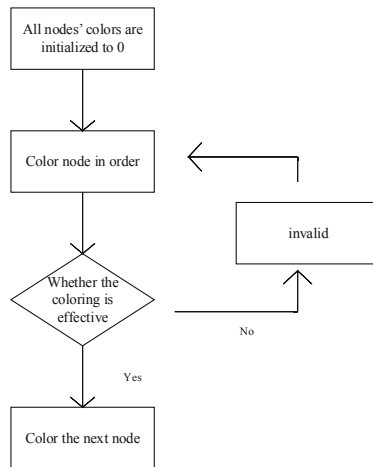 All nodes' colors are
initialized to 0
Color node in order
invalid
Whether the
coloring is
effective
No
Yes
Color the next node